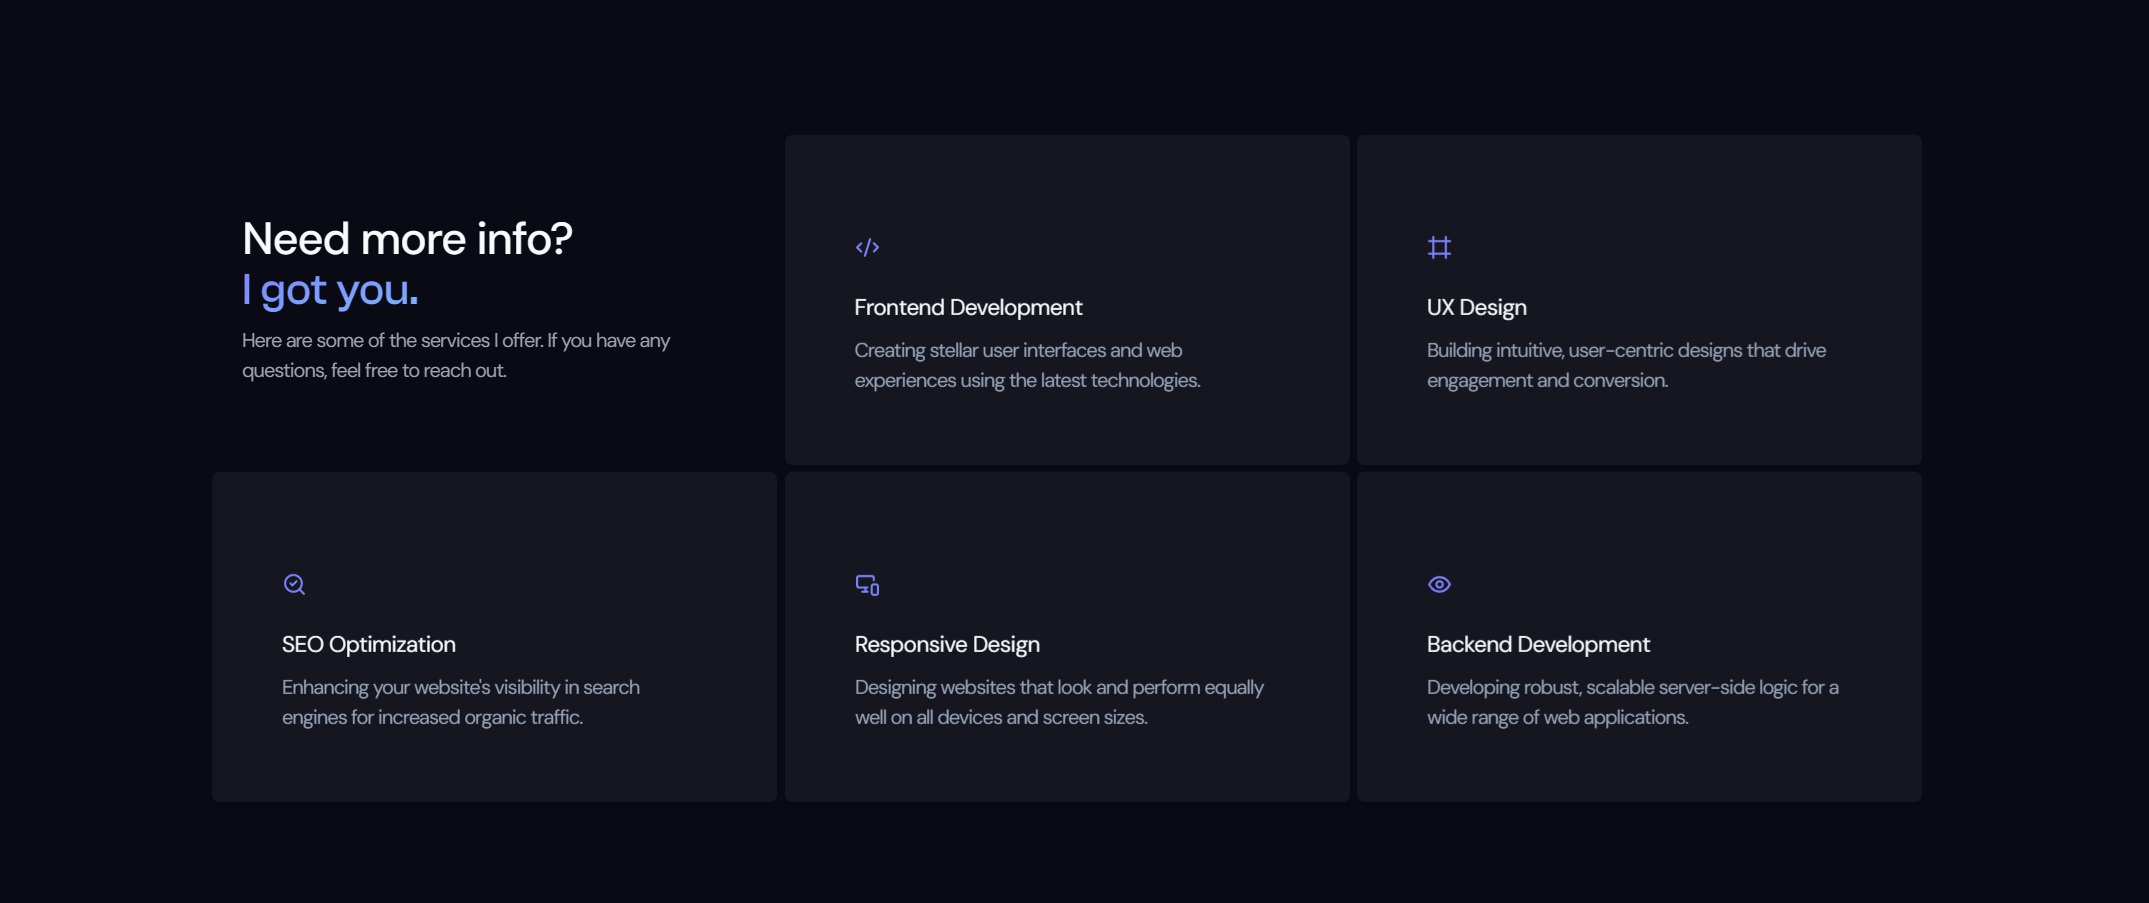 Need more info?
I got you.
Here are some of the services I offer. If you have any
questions, feel free to reach out.
Frontend Development
Creating stellar user interfaces and web
experiences using the latest technologies.
UX Design
Building intuitive, user-centric designs that drive
engagement and conversion.
SEO Optimization
Enhancing your website's visibility in search
engines for increased organic traffic.
Responsive Design
Designing websites that look and perform equally
well on all devices and screen sizes.
Backend Development
Developing robust, scalable server-side logic for a
wide range of web applications.